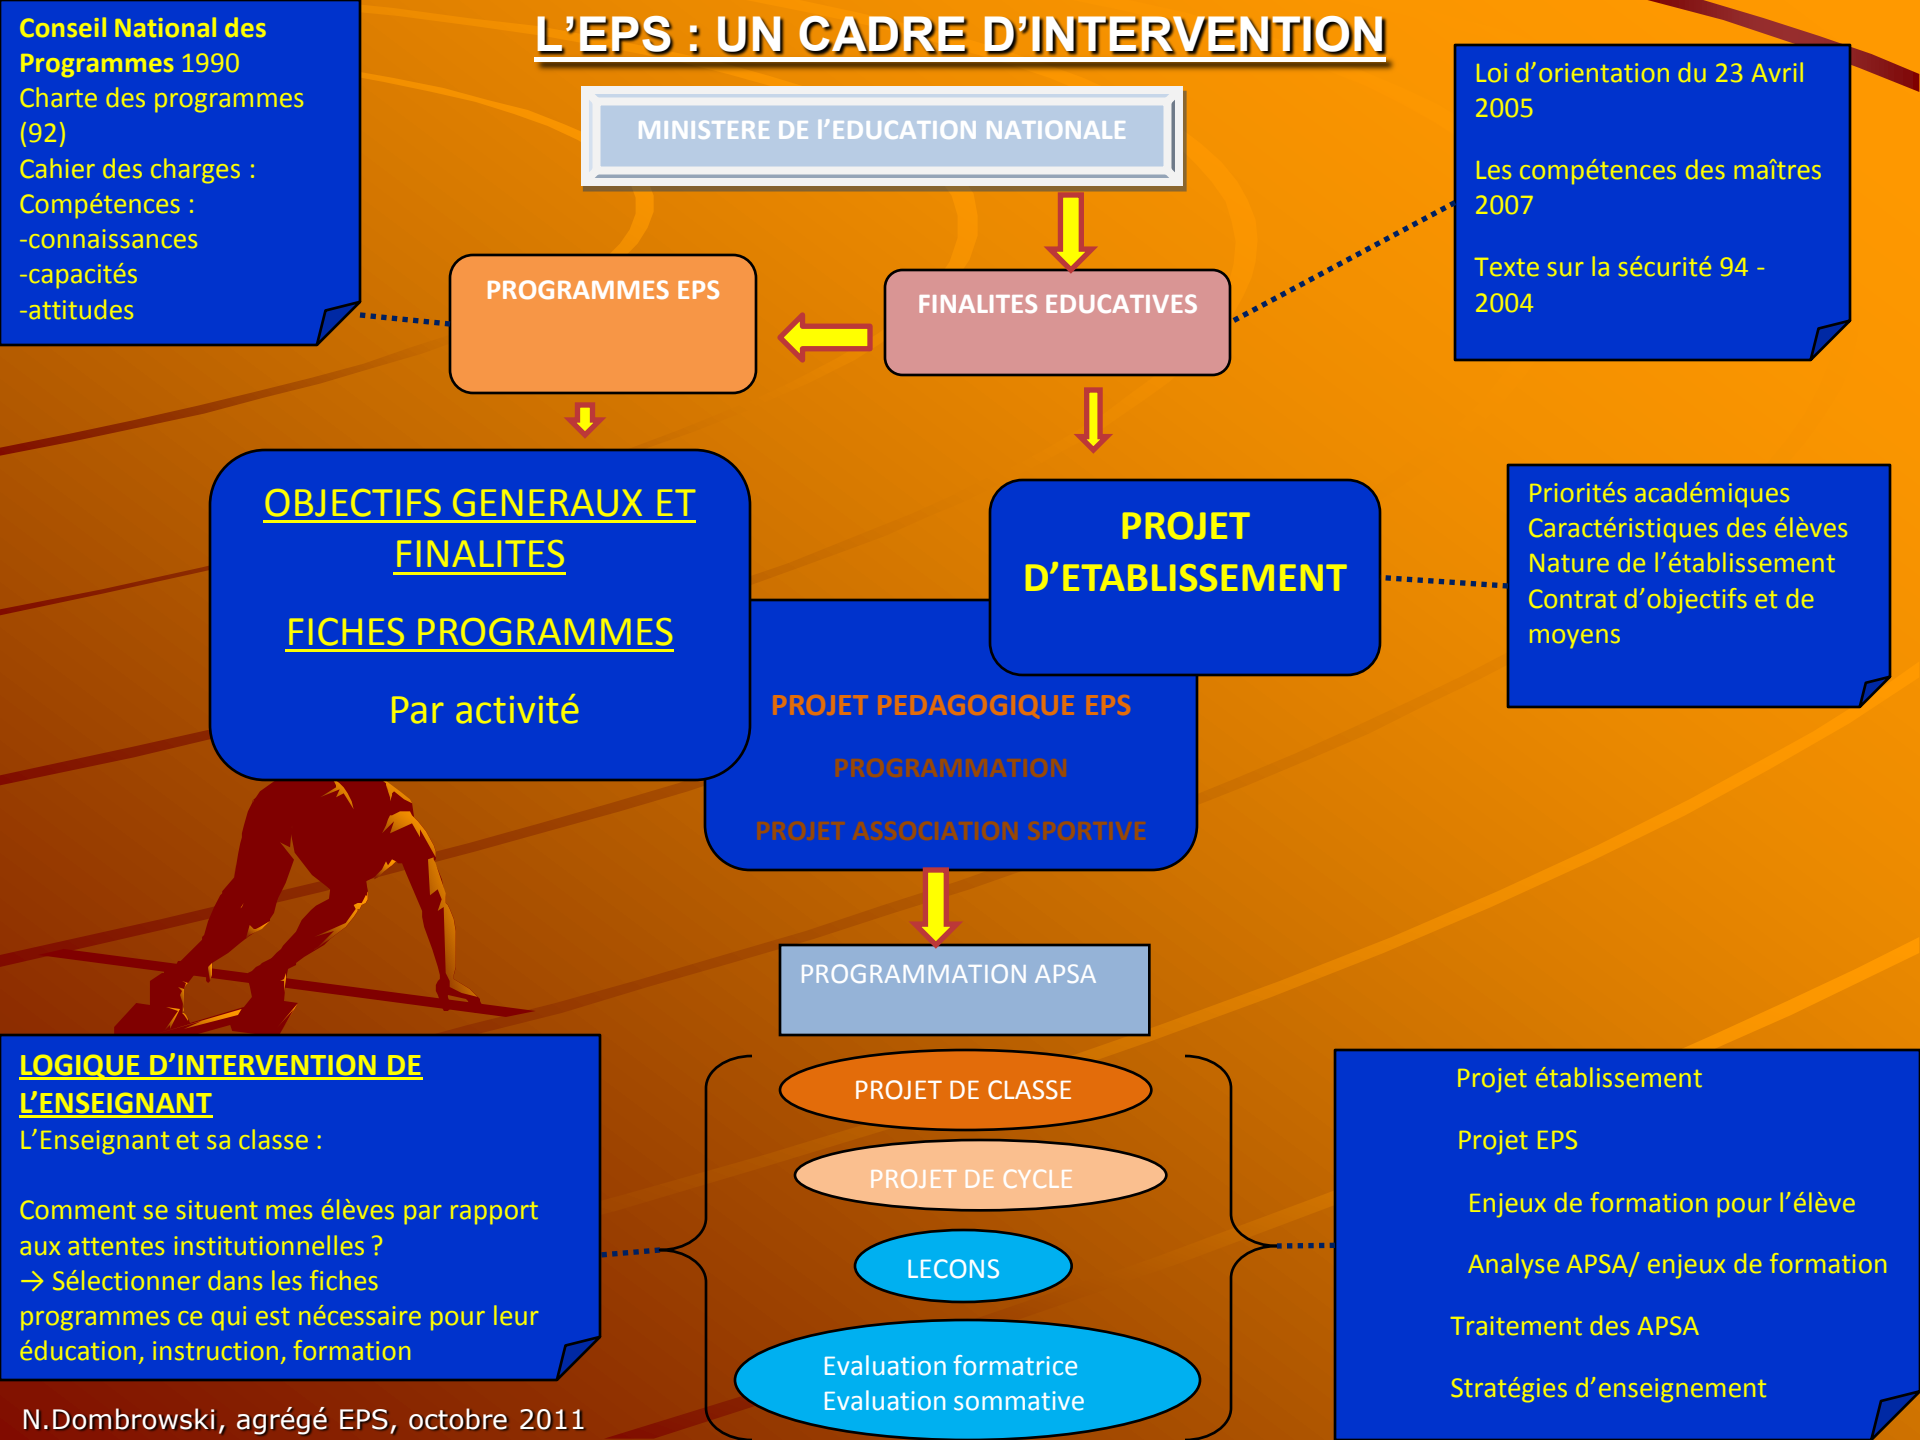 L’EPS : UN CADRE D’INTERVENTION
Conseil National des
Programmes 1990
Charte des programmes
(92)
Cahier des charges :
Compétences :
-connaissances
-capacités
-attitudes
MINISTERE DE l’EDUCATION NATIONALE
Loi d’orientation du 23 Avril
2005
Les compétences des maîtres
2007
Texte sur la sécurité 94 -
2004
PROGRAMMES EPS
FINALITES EDUCATIVES
OBJECTIFS GENERAUX ET
FINALITES
FICHES PROGRAMMES
Par activité
PROJET
D’ETABLISSEMENT
Priorités académiques
Caractéristiques des élèves
Nature de l’établissement
Contrat d’objectifs et de
moyens
PROJET PEDAGOGIQUE EPS
PROGRAMMATION
PROJET ASSOCIATION SPORTIVE
PROGRAMMATION APSA
LOGIQUE D’INTERVENTION DE
L’ENSEIGNANT
L’Enseignant et sa classe :
Comment se situent mes élèves par rapport
aux attentes institutionnelles ?
→ Sélectionner dans les fiches
programmes ce qui est nécessaire pour leur
éducation, instruction, formation
PROJET DE CLASSE
PROJET DE CYCLE
LECONS
Evaluation formatrice
Evaluation sommative
Projet établissement
Projet EPS
Enjeux de formation pour l’élève
Analyse APSA/ enjeux de formation
Traitement des APSA
Stratégies d’enseignement
N.Dombrowski, agrégé EPS, octobre 2011